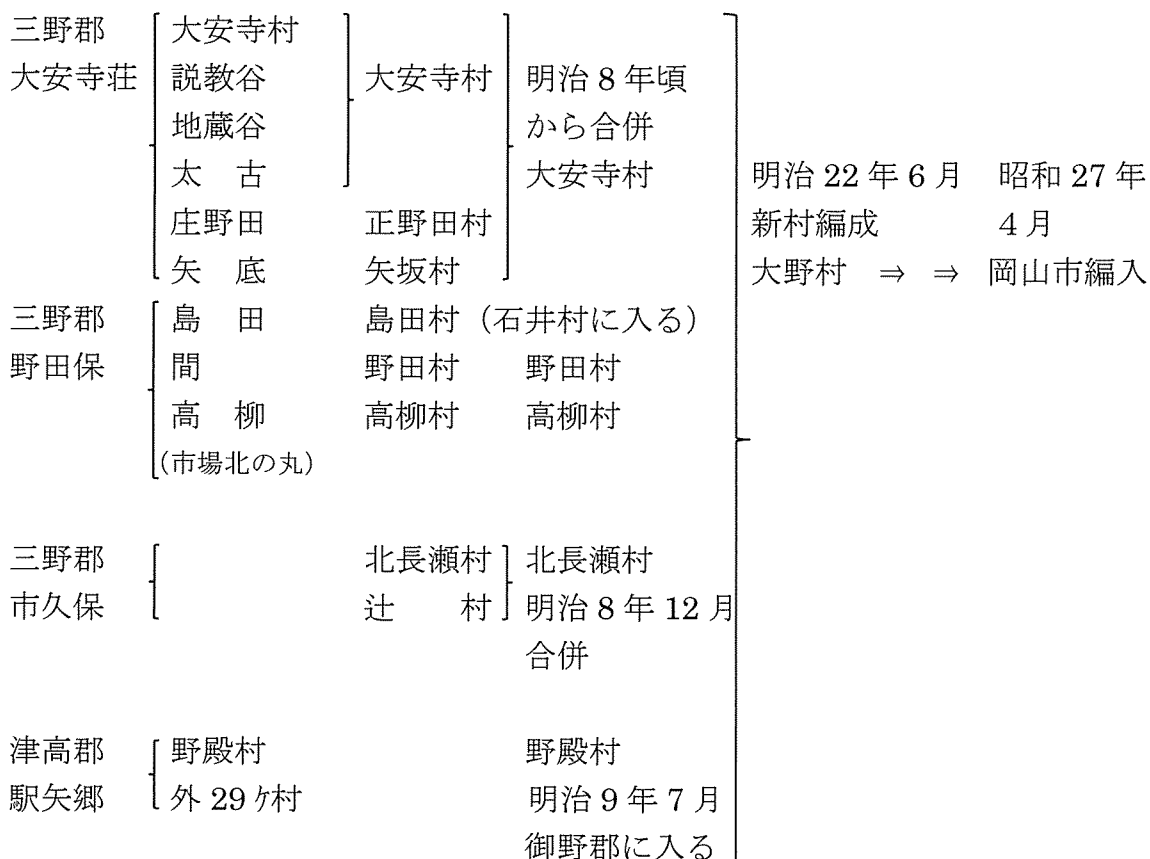 三野郡 大安寺村
大安寺荘 説教谷 大安寺村 明治 8 年頃
地蔵谷 から合併
太 古 大安寺村 明治 22 年 6 月 昭和 27 年
庄野田 正野田村 新村編成 4 月
矢 底 矢坂村 大野村 ⇒ ⇒ 岡山市編入
三野郡 島 田 島田村(石井村に入る)
野田保 間 野田村 野田村
高 柳 高柳村 高柳村
(市場北の丸)
三野郡 北長瀬村 北長瀬村
市久保 辻 村 明治 8 年 12 月
合併
津高郡 野殿村 野殿村
駅矢郷 外 29 ヶ村 明治 9 年 7 月
御野郡に入る